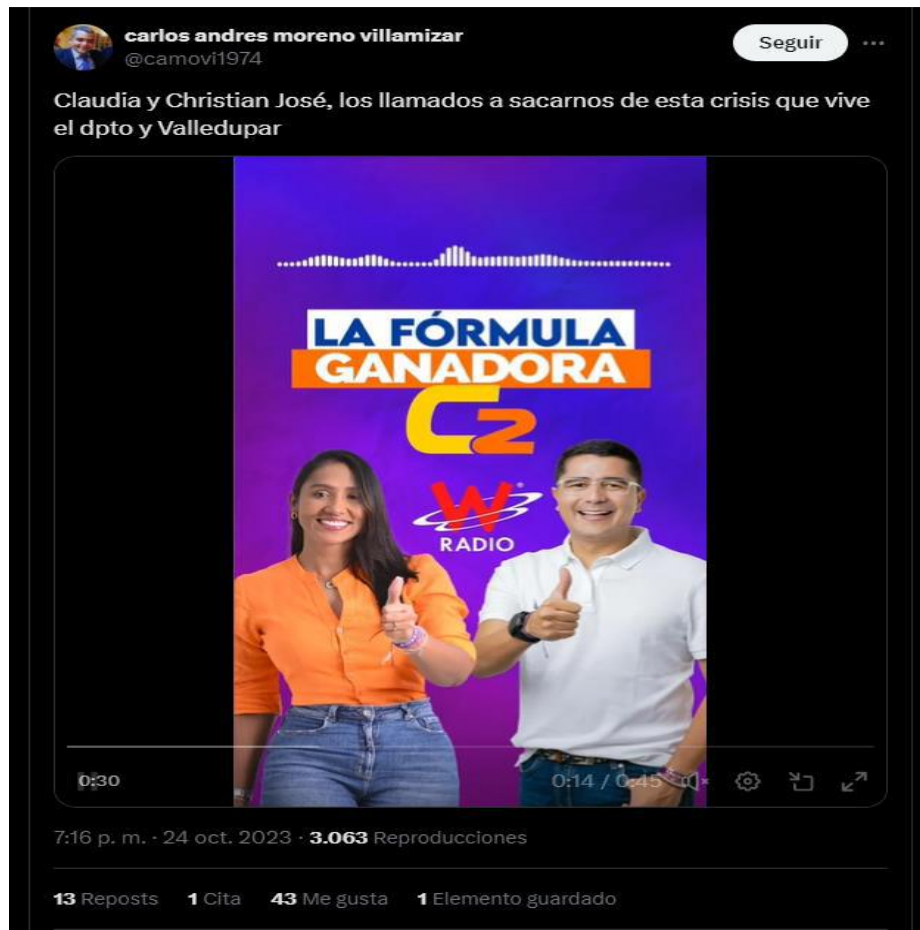 carlos andres moreno villamizar
@camovi1974
Seguir
Claudia y Christian José, los llamados a sacarnos de esta crisis que vive
el dpto y Valledupar
LA FÓRMULA
GANADORA
C2
W
RADIO
0:30
0:14 / 0:45
7:16 p. m. · 24 oct. 2023 · 3.063 Reproducciones
13 Reposts 1 Cita 43 Me gusta 1 Elemento guardado